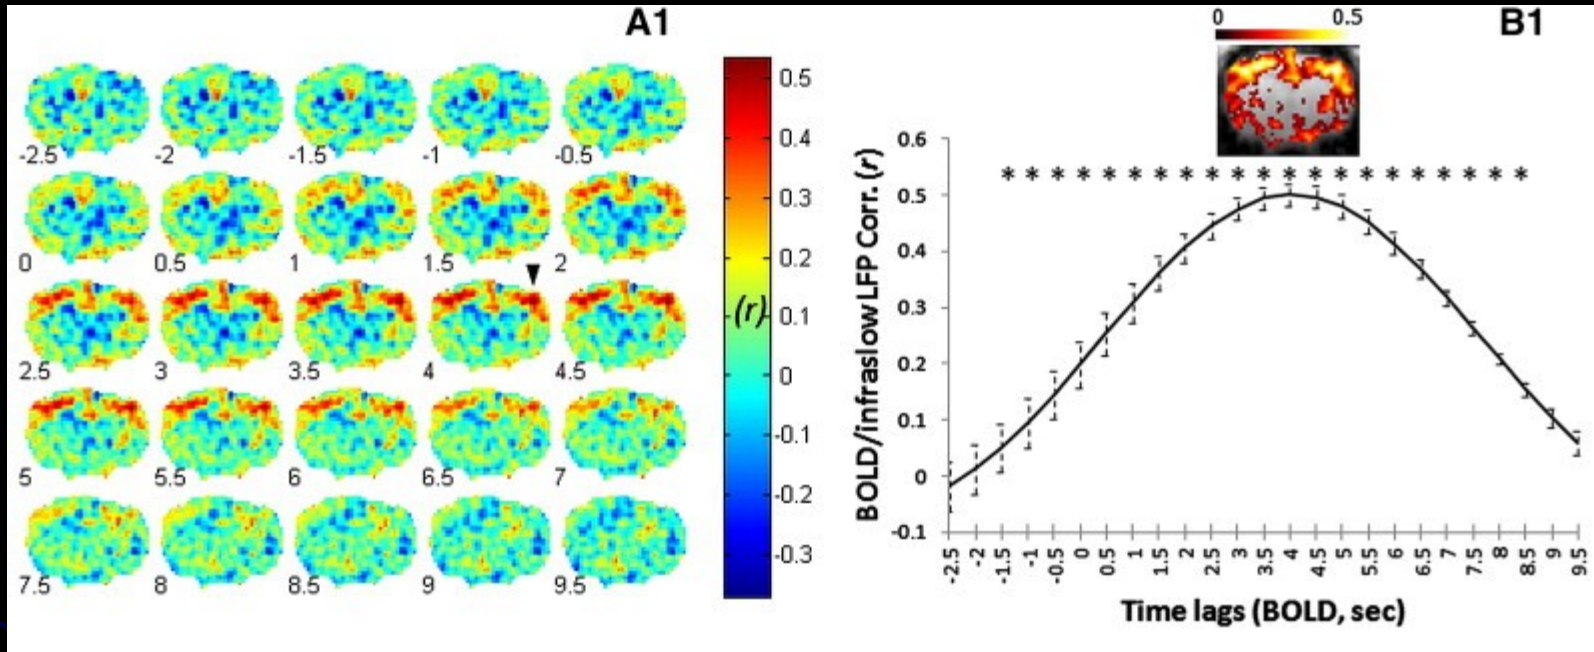 A1
-2.5 -2 -1.5 -1 -0.5
0 0.5 1 1.5 2
2.5 3 3.5 4 4.5
5 5.5 6 6.5 7
7.5 8 8.5 9 9.5
0.5
0.4
0.3
0.2
(r)
0.1
0
-0.1
-0.2
-0.3
B1
0 0.5
BOLD/infraslow LFP Corr. (r)
0.6
* * * * * * * * * * * * * * * * * * * * *
0.5
0.4
0.3
0.2
0.1
0
-0.1
-2.5 -2 -1.5 -1 -0.5 0 0.5 1 1.5 2 2.5 3 3.5 4 4.5 5 5.5 6 6.5 7 7.5 8 8.5 9 9.5
Time lags (BOLD, sec)